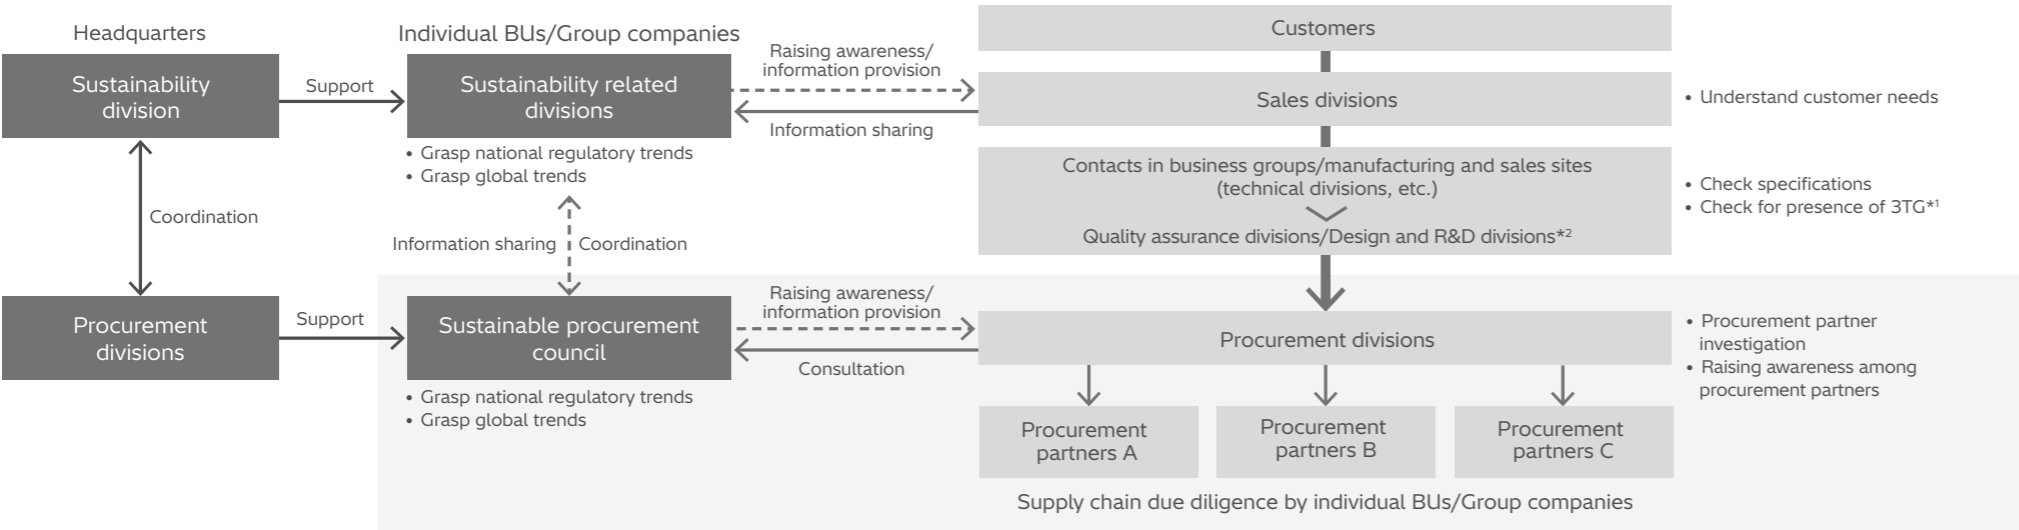 Headquarters
Sustainability
division
Support
Individual BUs/Group companies
Sustainability related
divisions
• Grasp national regulatory trends
• Grasp global trends
Raising awareness/
information provision
Information sharing
Customers
Sales divisions
• Understand customer needs
Contacts in business groups/manufacturing and sales sites
(technical divisions, etc.)
Quality assurance divisions/Design and R&D divisions*2
• Check specifications
• Check for presence of 3TG*1
Coordination
Information sharing
Coordination
Procurement
divisions
Support
Sustainable procurement
council
• Grasp national regulatory trends
• Grasp global trends
Raising awareness/
information provision
Consultation
Procurement divisions
• Procurement partner
investigation
• Raising awareness among
procurement partners
Procurement
partners A
Procurement
partners B
Procurement
partners C
Supply chain due diligence by individual BUs/Group companies